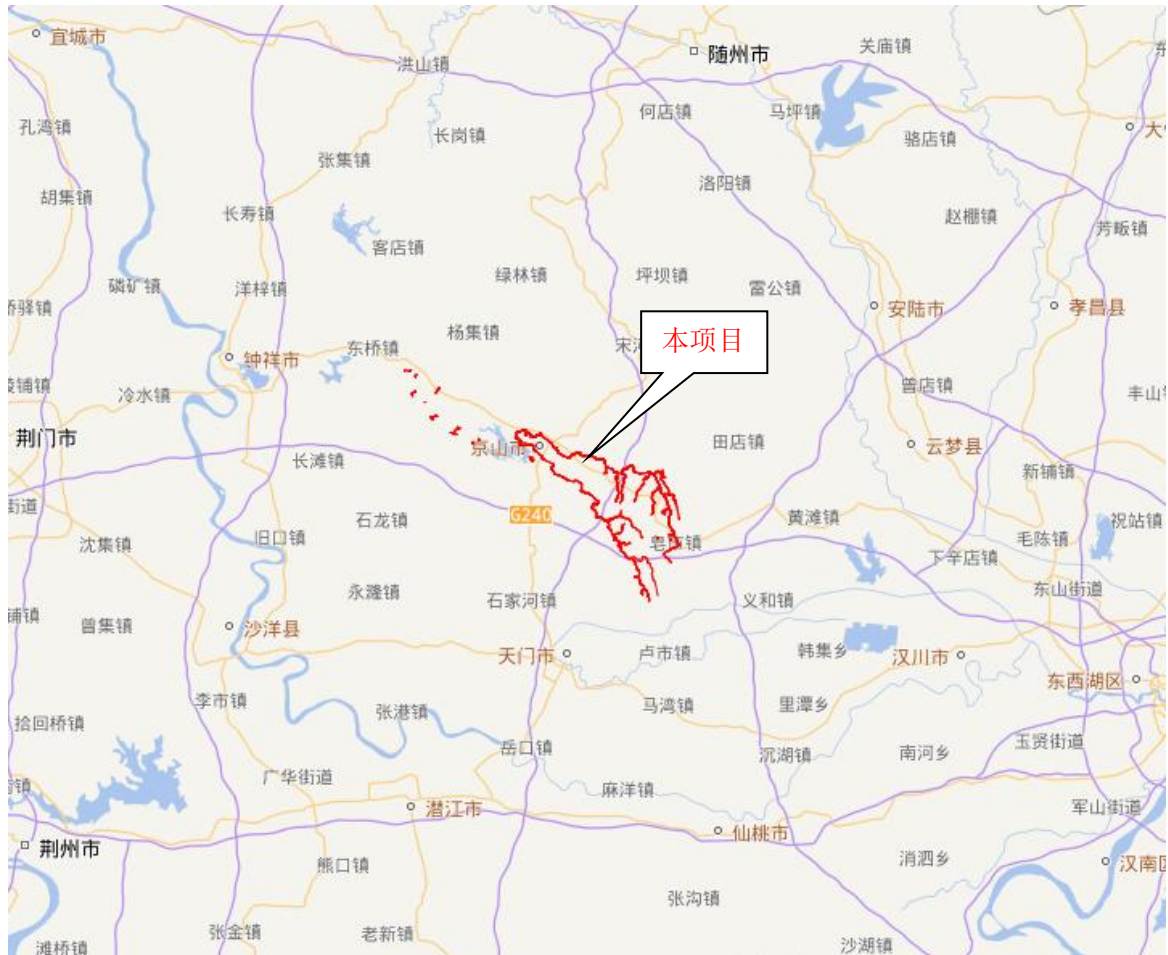 宜城市
随州市
关庙镇
洪山镇
何店镇
马坪镇
孔湾镇
长岗镇
骆店镇
大
张集镇
洛阳镇
胡集镇
长寿镇
赵棚镇
芳畈镇
客店镇
绿林镇
坪坝镇
雷公镇
磷矿镇
洋梓镇
安陆市
孝昌县
桥驿镇
杨集镇
本项目
东桥镇
钟祥市
冷水镇
曾店镇
丰山
荆门市
京山市
田店镇
云梦县
长滩镇
新铺镇
街道
石龙镇
G240
黄滩镇
祝站镇
沈集镇
旧口镇
皂市镇
毛陈镇
下辛店镇
永漋镇
石家河镇
义和镇
东山街道
铺镇
曾集镇
沙洋县
天门市
卢市镇
韩集乡
汉川市
东西湖区
李市镇
张港镇
马湾镇
里潭乡
拾回桥镇
岳口镇
沉湖镇
南河乡
玉贤街道
广华街道
麻洋镇
潜江市
军山街道
仙桃市
荆州市
熊口镇
消泗乡
汉南区
张沟镇
张金镇
老新镇
滩桥镇
沙湖镇